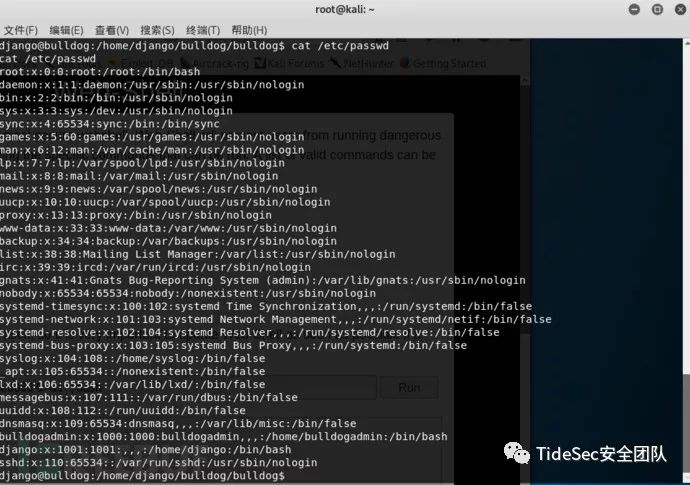 root@kali: ~
文件(F) 编辑(E) 查看(V) 搜索(S) 终端(T) 帮助(H)
django@bulldog:/home/django/bulldog/bulldog$ cat /etc/passwd
cat /etc/passwd
Exploit-DB Aircrack-ng Kali Forums NetHunter Getting Started
root:x:0:0:root:/root:/bin/bash
daemon:x:1:1:daemon:/usr/sbin:/usr/sbin/nologin
bin:x:2:2:bin:/bin:/usr/sbin/nologin
sys:x:3:3:sys:/dev:/usr/sbin/nologin
sync:x:4:65534:sync:/bin:/bin/sync
games:x:5:60:games:/usr/games:/usr/sbin/nologin
from running dangerous
man:x:6:12:man:/var/cache/man:/usr/sbin/nologin
valid commands can be
lp:x:7:7:lp:/var/spool/lpd:/usr/sbin/nologin
mail:x:8:8:mail:/var/mail:/usr/sbin/nologin
news:x:9:9:news:/var/spool/news:/usr/sbin/nologin
uucp:x:10:10:uucp:/var/spool/uucp:/usr/sbin/nologin
proxy:x:13:13:proxy:/bin:/usr/sbin/nologin
www-data:x:33:33:www-data:/var/www:/usr/sbin/nologin
backup:x:34:34:backup:/var/backups:/usr/sbin/nologin
list:x:38:38:Mailing List Manager:/var/list:/usr/sbin/nologin
irc:x:39:39:ircd:/var/run/ircd:/usr/sbin/nologin
gnats:x:41:41:Gnats Bug-Reporting System (admin):/var/lib/gnats:/usr/sbin/nologin
nobody:x:65534:65534:nobody:/nonexistent:/usr/sbin/nologin
systemd-timesync:x:100:102:systemd Time Synchronization,,,:/run/systemd:/bin/false
systemd-network:x:101:103:systemd Network Management,,,:/run/systemd/netif:/bin/false
systemd-resolve:x:102:104:systemd Resolver,,,:/run/systemd/resolve:/bin/false
systemd-bus-proxy:x:103:105:systemd Bus Proxy,,,:/run/systemd:/bin/false
syslog:x:104:108::/home/syslog:/bin/false
_apt:x:105:65534::/nonexistent:/bin/false
lxd:x:106:65534::/var/lib/lxd/:/bin/false
Run
messagebus:x:107:111::/var/run/dbus:/bin/false
uuidd:x:108:112::/run/uuidd:/bin/false
dnsmasq:x:109:65534:dnsmasq,,,:/var/lib/misc:/bin/false
bulldogadmin:x:1000:1000:bulldogadmin,,,:/home/bulldogadmin:/bin/bash
django:x:1001:1001:,,,:/home/django:/bin/bash
sshd:x:110:65534::/var/run/sshd:/usr/sbin/nologin
django@bulldog:/home/django/bulldog/bulldog$
TideSec安全团队